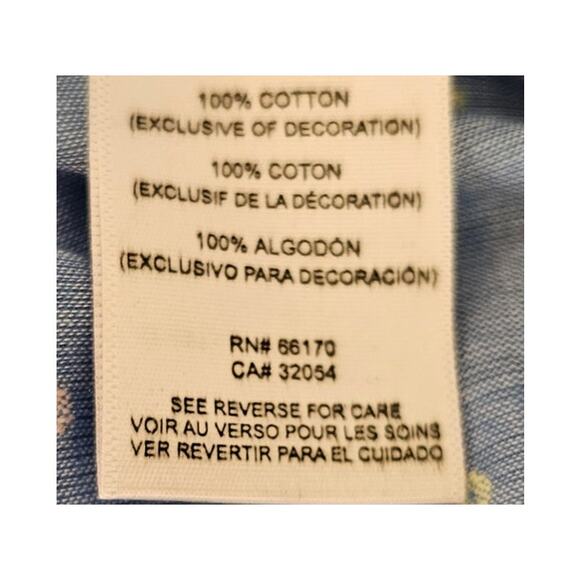 100% COTTON
(EXCLUSIVE OF DECORATION)
100% COTON
(EXCLUSIF DE LA DÉCORATION)
100% ALGODÓN
(EXCLUSIVO PARA DECORACIÓN)
RN# 66170
CA# 32054
SEE REVERSE FOR CARE
VOIR AU VERSO POUR LES SOINS
VER REVERTIR PARA EL CUIDADO